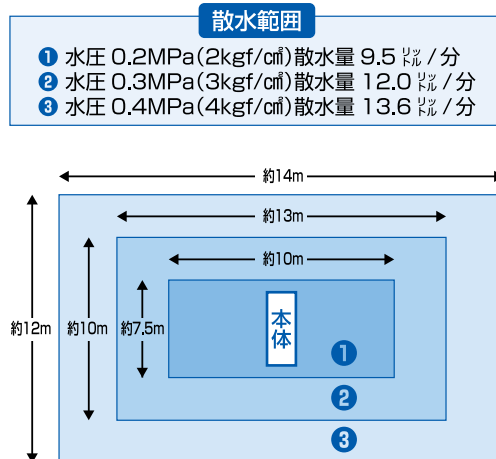 散水範囲
❶ 水圧 0.2MPa(2kgf/㎠)散水量 9.5 ㍑/分
❷ 水圧 0.3MPa(3kgf/㎠)散水量 12.0 ㍑/分
❸ 水圧 0.4MPa(4kgf/㎠)散水量 13.6 ㍑/分
約14m
約13m
約10m
約12m
約10m
約7.5m
本体
❶
❷
❸